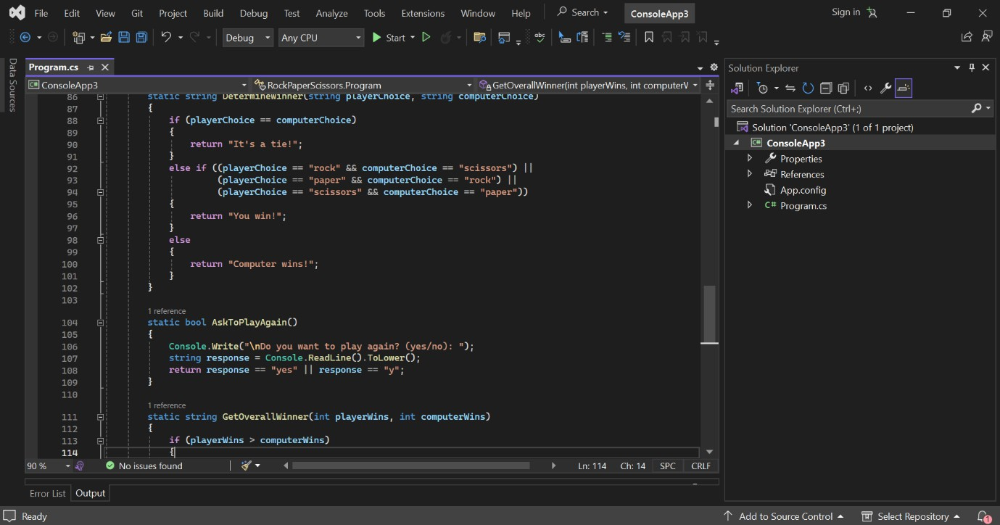 File Edit View Git Project Build Debug Test Analyze Tools Extensions Window Help Search ConsoleApp3 Sign in
Debug Any CPU Start
Data Sources
Program.cs
ConsoleApp3 RockPaperScissors.Program GetOverallWinner(int playerWins, int computerV
86 static string DetermineWinner(string playerChoice, string computerChoice)
87 {
88 if (playerChoice == computerChoice)
89 {
90 return "It's a tie!";
91 }
92 else if ((playerChoice == "rock" && computerChoice == "scissors") ||
93 (playerChoice == "paper" && computerChoice == "rock") ||
94 (playerChoice == "scissors" && computerChoice == "paper"))
95 {
96 return "You win!";
97 }
98 else
99 {
100 return "Computer wins!";
101 }
102 }
103
1 reference
104 static bool AskToPlayAgain()
105 {
106 Console.Write("\nDo you want to play again? (yes/no): ");
107 string response = Console.ReadLine().ToLower();
108 return response == "yes" || response == "y";
109 }
110
1 reference
111 static string GetOverallWinner(int playerWins, int computerWins)
112 {
113 if (playerWins > computerWins)
114 {
90 % No issues found Ln: 114 Ch: 14 SPC CRLF
Error List Output
Solution Explorer
Search Solution Explorer (Ctrl+;)
Solution 'ConsoleApp3' (1 of 1 project)
C# ConsoleApp3
Properties
References
App.config
C# Program.cs
Ready Add to Source Control Select Repository 1